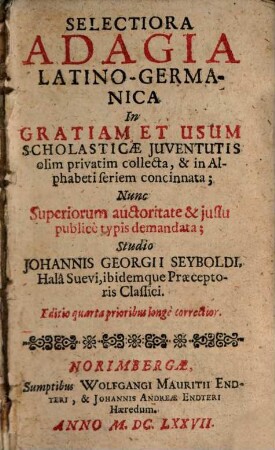 SELECTIORA
ADAGIA
LATINO-GERMA-
NICA
In
GRATIAM ET USUM
SCHOLASTICÆ JUVENTUTIS
olim privatim collecta, & in Al-
phabeti seriem concinnata;
Nunc
Superiorum auctoritate & jussu
publicè typis demandata;
Studio
JOHANNIS GEORGII SEYBOLDI,
Halâ Suevi, ibidemque Præcepto-
ris Classici.
Editio quarta prioribus longè correctior.
NORIMBERGÆ,
Sumptibus WOLFGANGI MAURITII END-
TERI, & JOHANNIS ANDREÆ ENDTERI
Hæredum.
ANNO M. DC. LXXVII.